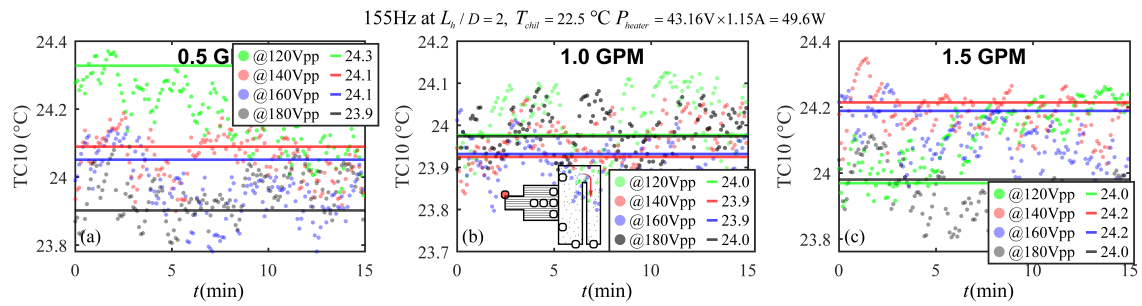 155Hz at L_h / D = 2, T_chil = 22.5 °C P_heater = 43.16V×1.15A = 49.6W
24.4
24.2
24
23.8
TC10 (°C)
0.5 G
@120Vpp 24.3
@140Vpp 24.1
@160Vpp 24.1
@180Vpp 23.9
(a)
0 5 10 15
t(min)
24.2
24.1
24
23.9
23.8
23.7
TC10 (°C)
1.0 GPM
@120Vpp 24.0
@140Vpp 23.9
@160Vpp 23.9
@180Vpp 24.0
(b)
0 5 10 15
t(min)
24.4
24.2
24
23.8
TC10 (°C)
1.5 GPM
@120Vpp 24.0
@140Vpp 24.2
@160Vpp 24.2
@180Vpp 24.0
(c)
0 5 10 15
t(min)